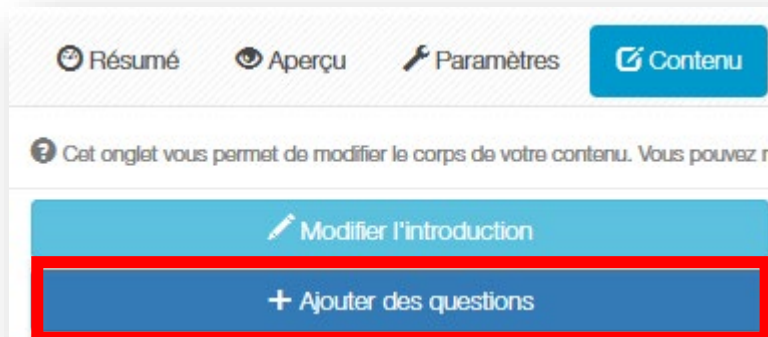 Résumé Aperçu Paramètres Contenu
Cet onglet vous permet de modifier le corps de votre contenu. Vous pouvez
Modifier l'introduction
+ Ajouter des questions